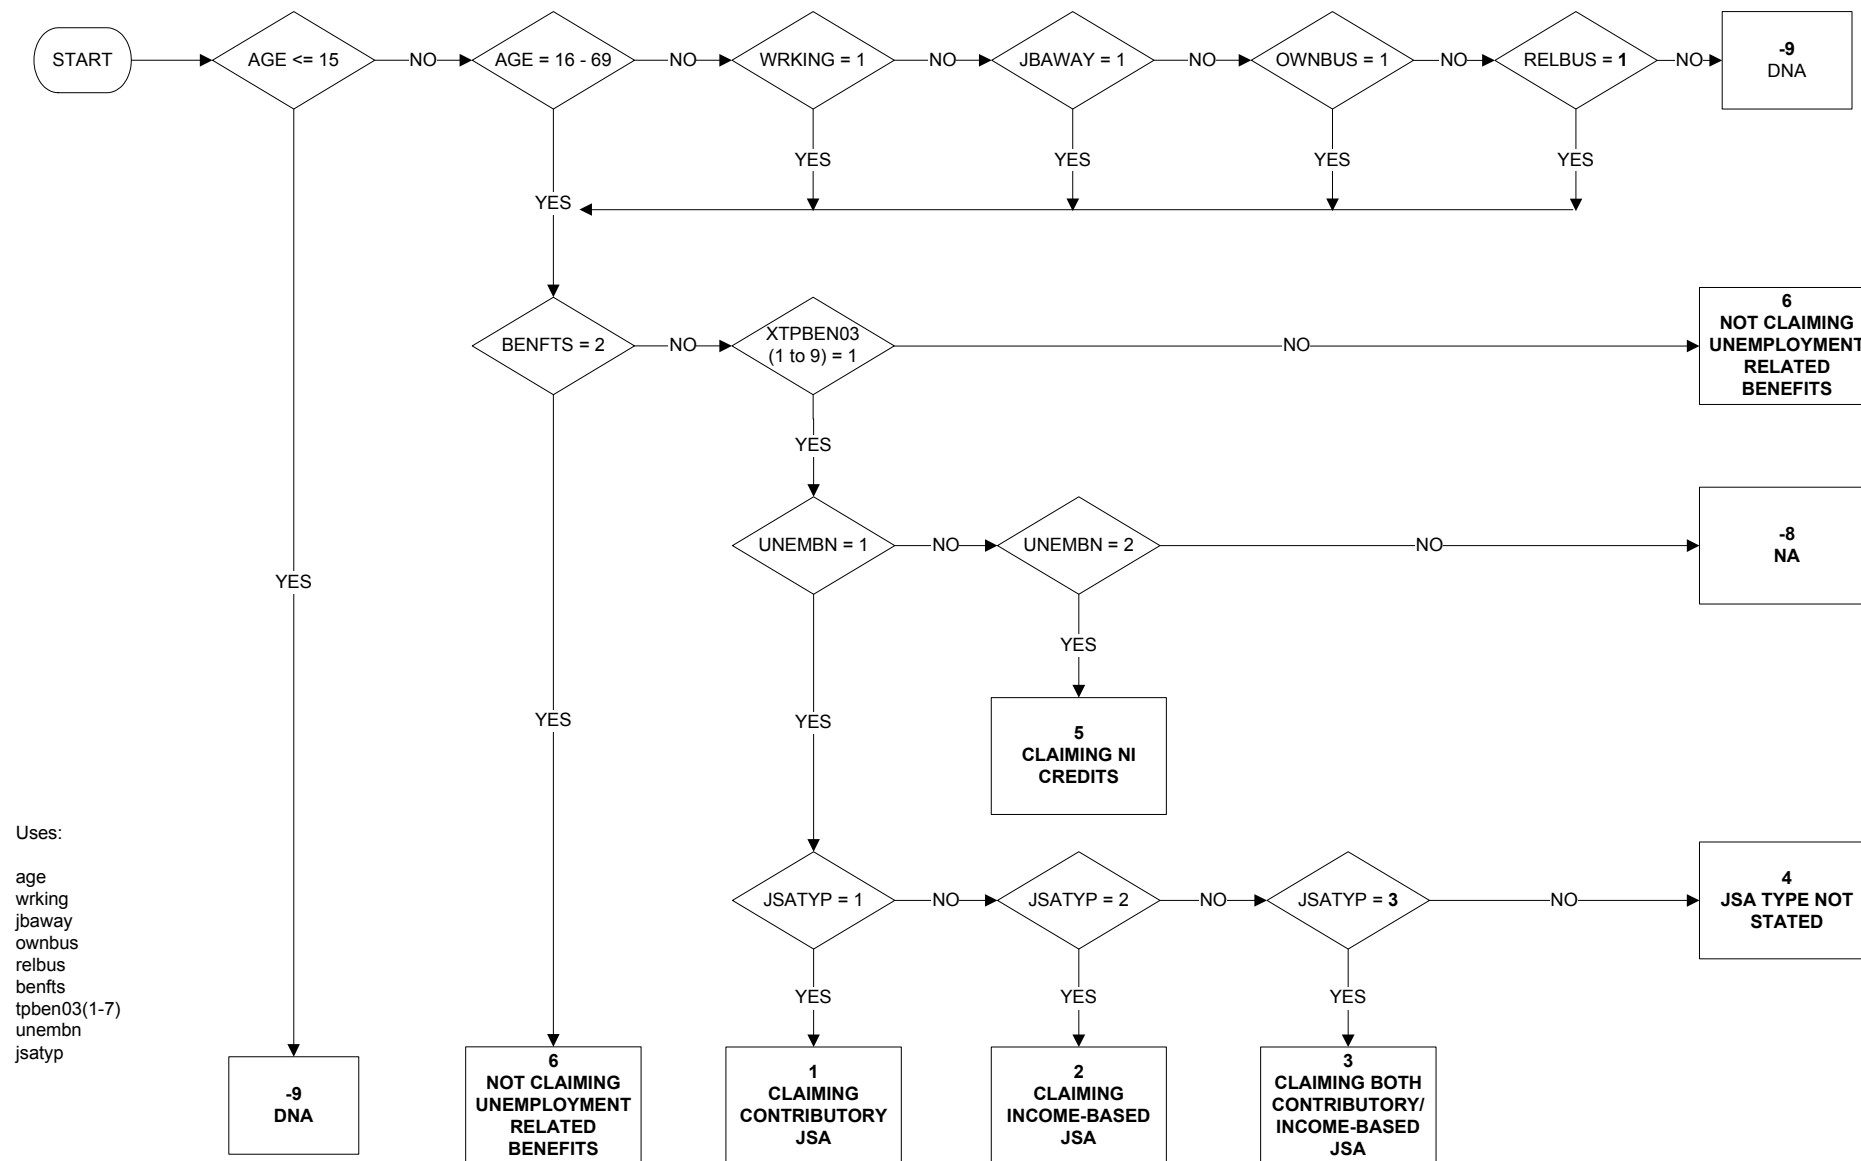 START
AGE <= 15
NO
AGE = 16 - 69
NO
WRKING = 1
NO
JBAWAY = 1
NO
OWNBUS = 1
NO
RELBUS = 1
NO
-9
DNA
YES
YES
YES
YES
YES
BENFTS = 2
NO
XTPBEN03
(1 to 9) = 1
NO
6
NOT CLAIMING
UNEMPLOYMENT
RELATED
BENEFITS
YES
UNEMBN = 1
NO
UNEMBN = 2
NO
-8
NA
YES
YES
YES
YES
5
CLAIMING NI
CREDITS
Uses:
age
wrking
jbaway
ownbus
relbus
benfts
tpben03(1-7)
unembn
jsatyp
JSATYP = 1
NO
JSATYP = 2
NO
JSATYP = 3
NO
4
JSA TYPE NOT
STATED
YES
YES
YES
-9
DNA
6
NOT CLAIMING
UNEMPLOYMENT
RELATED
BENEFITS
1
CLAIMING
CONTRIBUTORY
JSA
2
CLAIMING
INCOME-BASED
JSA
3
CLAIMING BOTH
CONTRIBUTORY/
INCOME-BASED
JSA